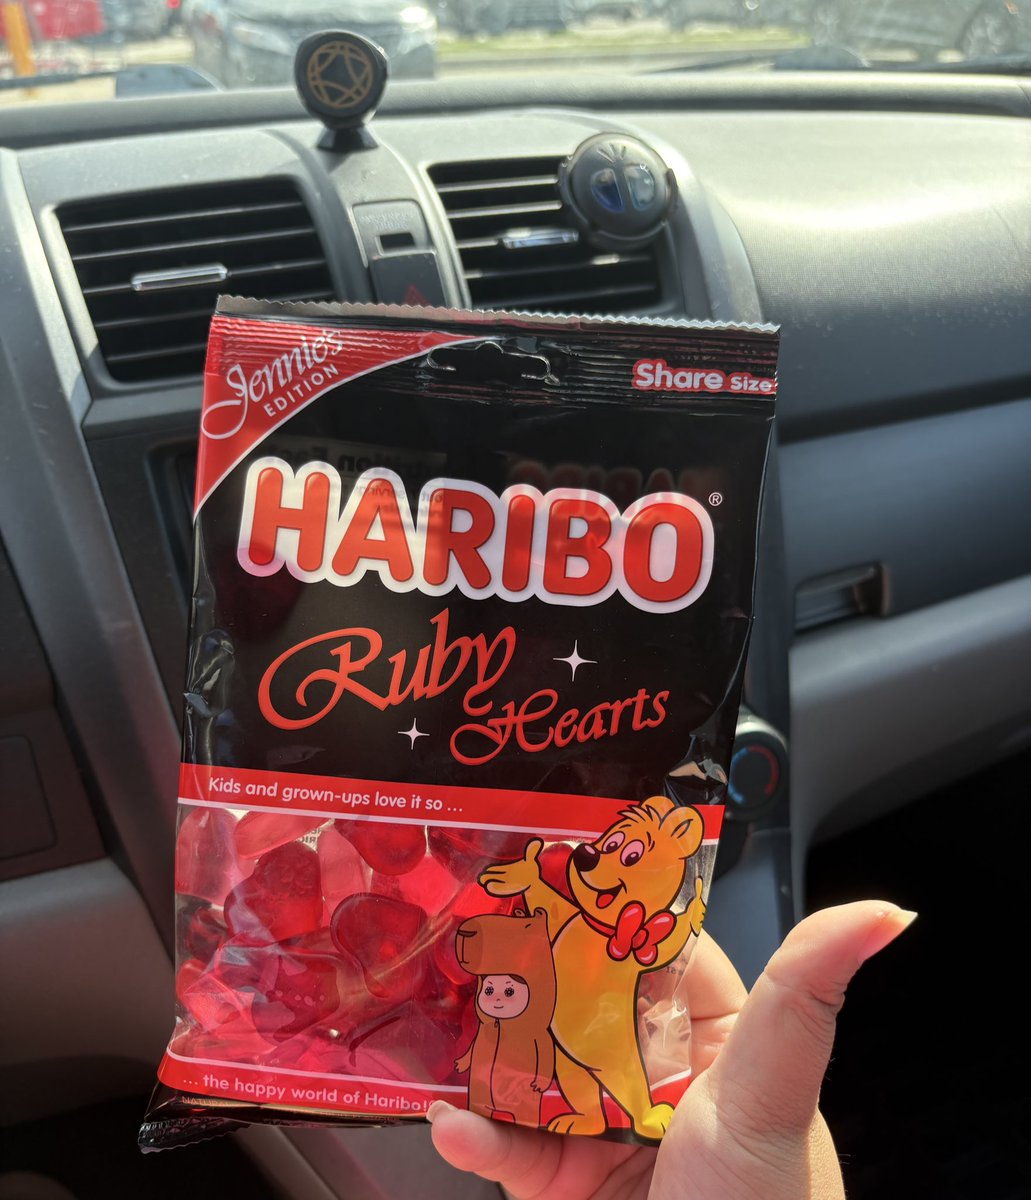 Jennie's
EDITION
Share Size
HARIBO®
Ruby
Hearts
Kids and grown-ups love it so ...
... the happy world of Haribo!®